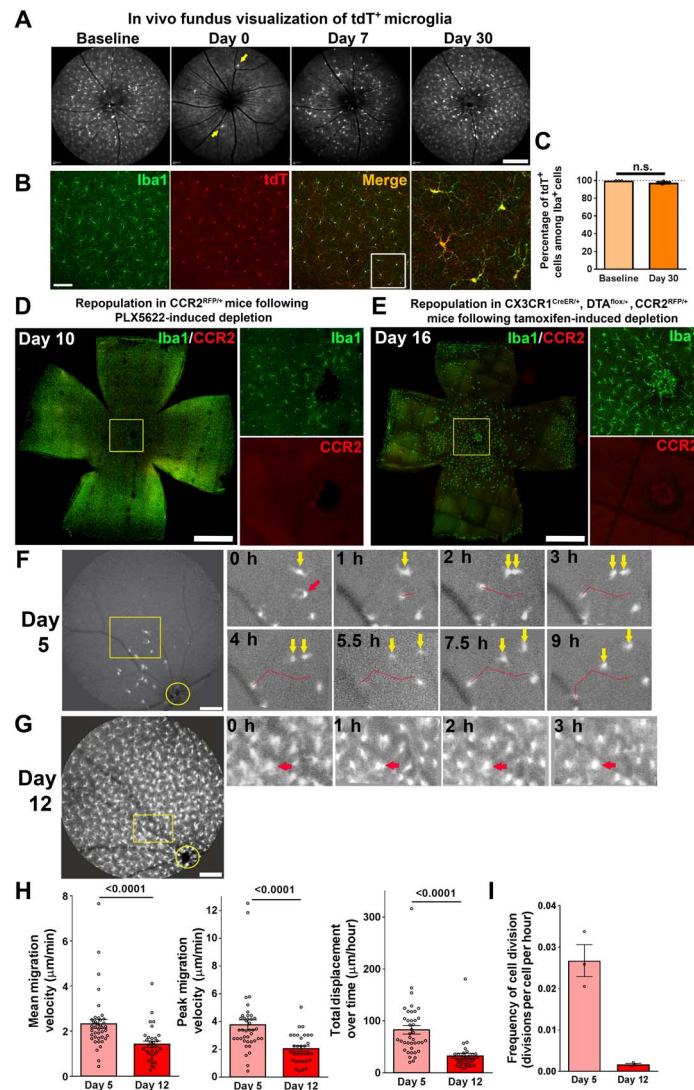 A
In vivo fundus visualization of tdT+ microglia
Baseline
Day 0
Day 7
Day 30
B
Iba1
tdT
Merge
C
n.s.
Percentage of tdT+
cells among Iba+ cells
100
80
60
40
20
0
Baseline
Day 30
D
Repopulation in CCR2RFP/+ mice following
PLX5622-induced depletion
Day 10
Iba1/CCR2
Iba1
CCR2
E
Repopulation in CX3CR1CreER/+, DTAflox/+, CCR2RFP/+
mice following tamoxifen-induced depletion
Day 16
Iba1/CCR2
Iba1
CCR2
F
Day
5
0 h
1 h
2 h
3 h
4 h
5.5 h
7.5 h
9 h
G
Day
12
0 h
1 h
2 h
3 h
H
<0.0001
Mean migration
velocity (μm/min)
8
6
4
2
0
Day 5
Day 12
<0.0001
Peak migration
velocity (μm/min)
12
10
8
6
4
2
0
Day 5
Day 12
<0.0001
Total displacement
over time (μm/hour)
350
300
200
100
50
0
Day 5
Day 12
I
Frequency of cell division
(divisions per cell per hour)
0.04
0.03
0.02
0.01
0
Day 5
Day 12